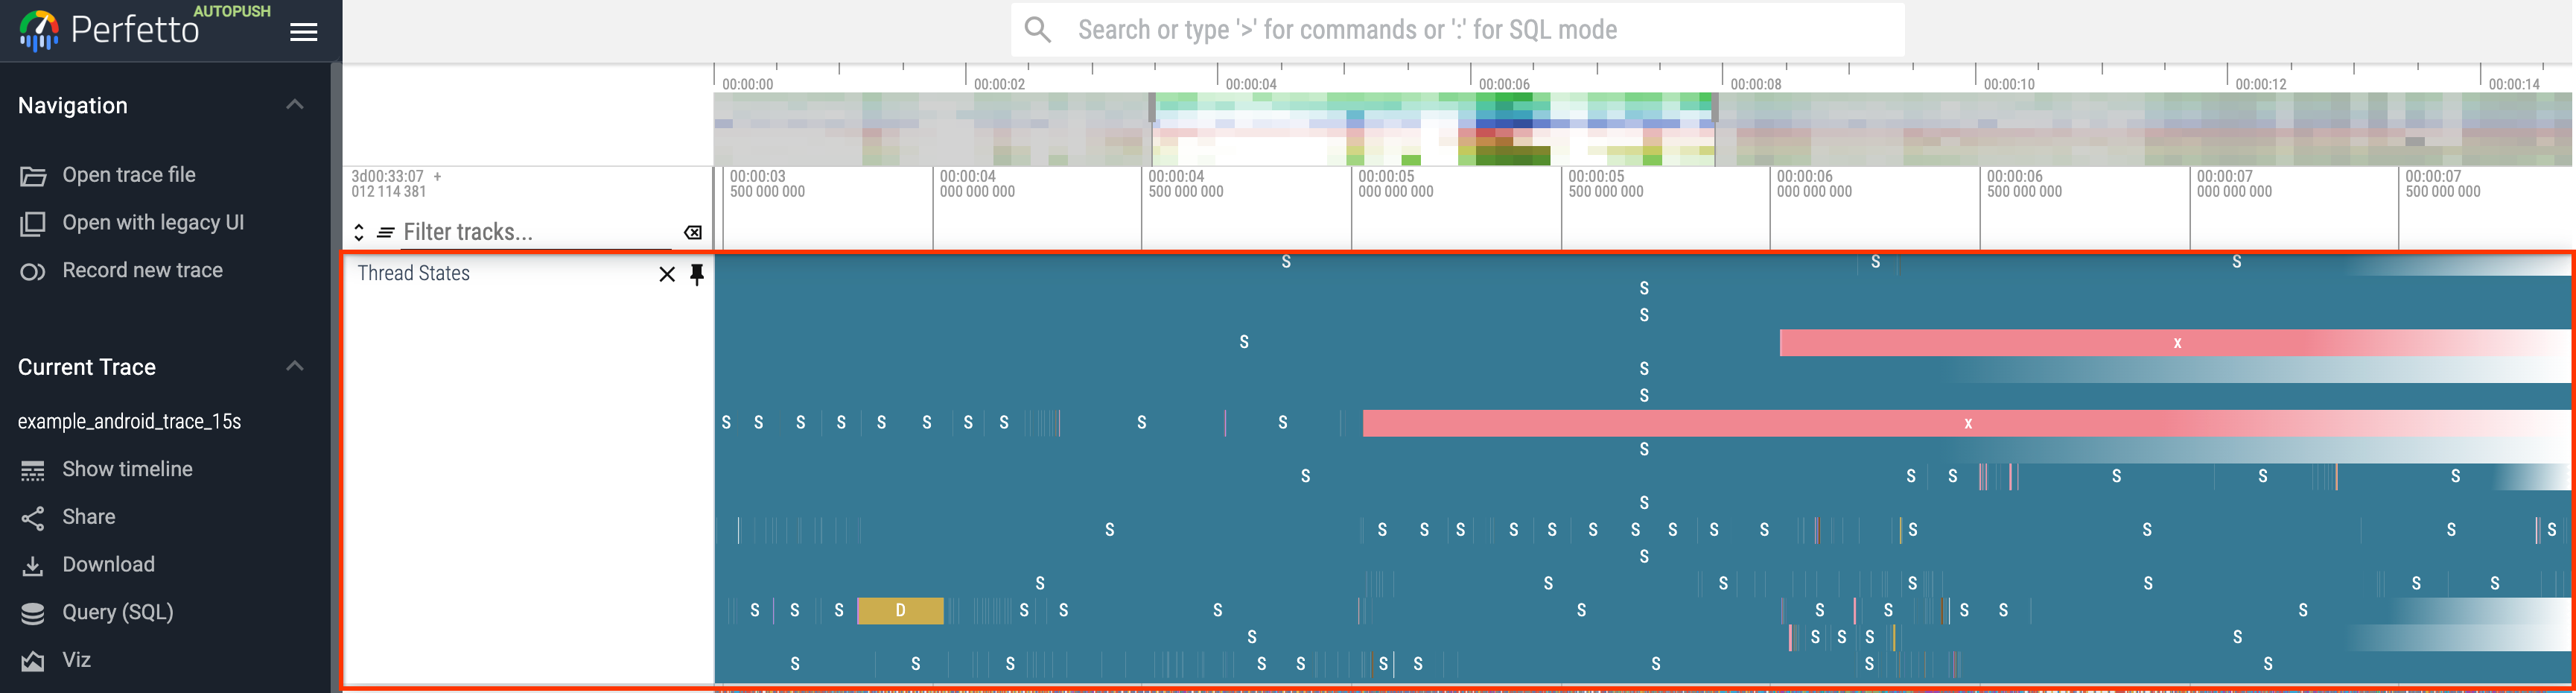 Perfetto AUTOPUSH
Search or type '>' for commands or ':' for SQL mode
Navigation
Open trace file
Open with legacy UI
Record new trace
Current Trace
example_android_trace_15s
Show timeline
Share
Download
Query (SQL)
Viz
00:00:00 00:00:02 00:00:04 00:00:06 00:00:08 00:00:10 00:00:12 00:00:14
3d00:33:07 +
012 114 381
00:00:03 00:00:04 00:00:04 00:00:05 00:00:05 00:00:06 00:00:06 00:00:07 00:00:07
500 000 000 000 000 000 500 000 000 000 000 000 500 000 000 000 000 000 500 000 000 000 000 000 500 000 000
Filter tracks...
Thread States
S S S
S
S
S x
S
S
S S S S S S S S S S x
S
S S S S S S
S
S S S S S S S S S S S S S S S
S
S S S S S S S
S S S D S S S S S S S S S
S S S S S
S S S S S S S S S S